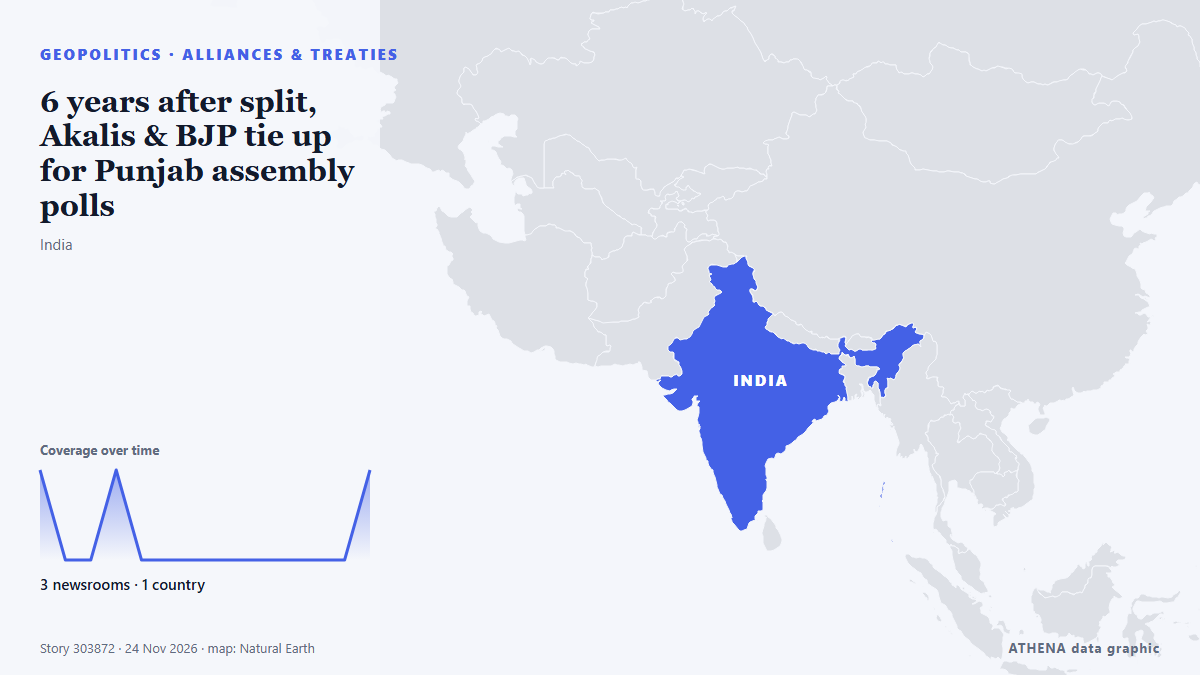 GEOPOLITICS · ALLIANCES & TREATIES
6 years after split,
Akalis & BJP tie up
for Punjab assembly
polls
India
INDIA
Coverage over time
3 newsrooms · 1 country
Story 303872 · 24 Nov 2026 · map: Natural Earth
ATHENA data graphic